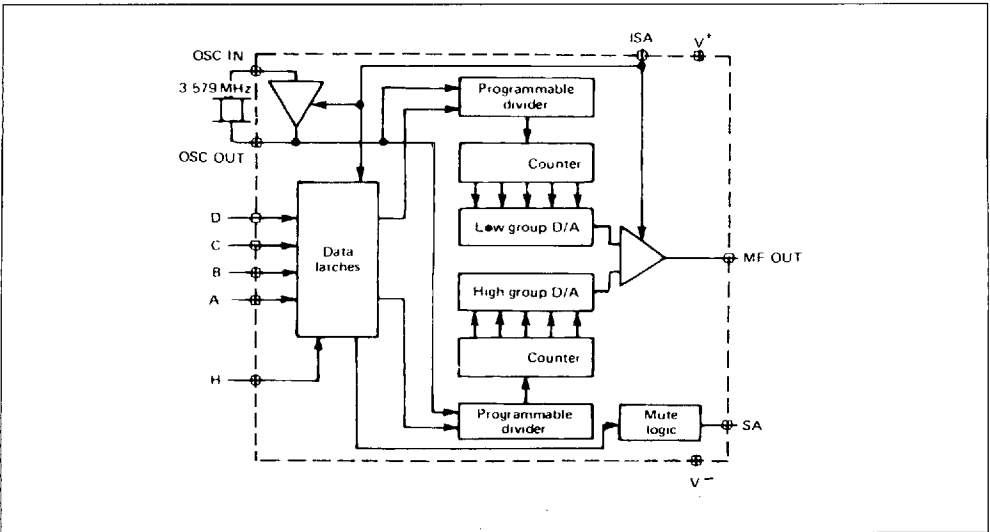 ISA
V+
OSC IN
3 579 MHz
OSC OUT
Programmable
divider
Counter
D
C
B
A
H
Data
latches
Low group D/A
High group D/A
MF OUT
Counter
Programmable
divider
Mute
logic
SA
V−